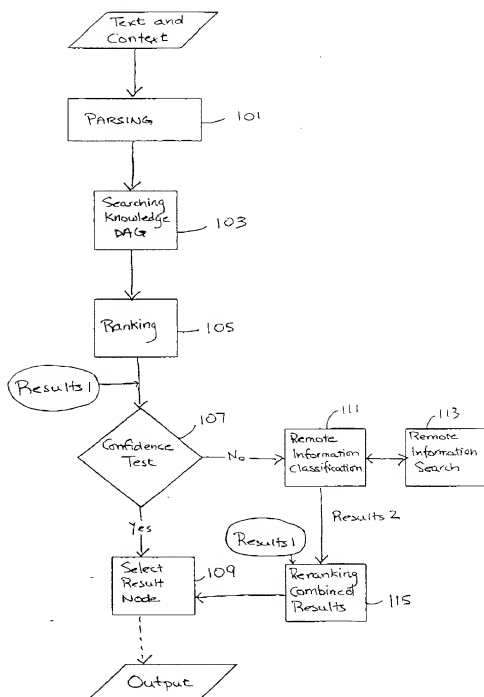 Text and
Context
PARSING
101
Searching
Knowledge
DAG
103
Ranking
105
Results 1
107
Confidence
Test
No
111
Remote
Information
Classification
113
Remote
Information
Search
Yes
Results 2
Results 1
Select
Result
Node
109
Reranking
Combined
Results
115
Output